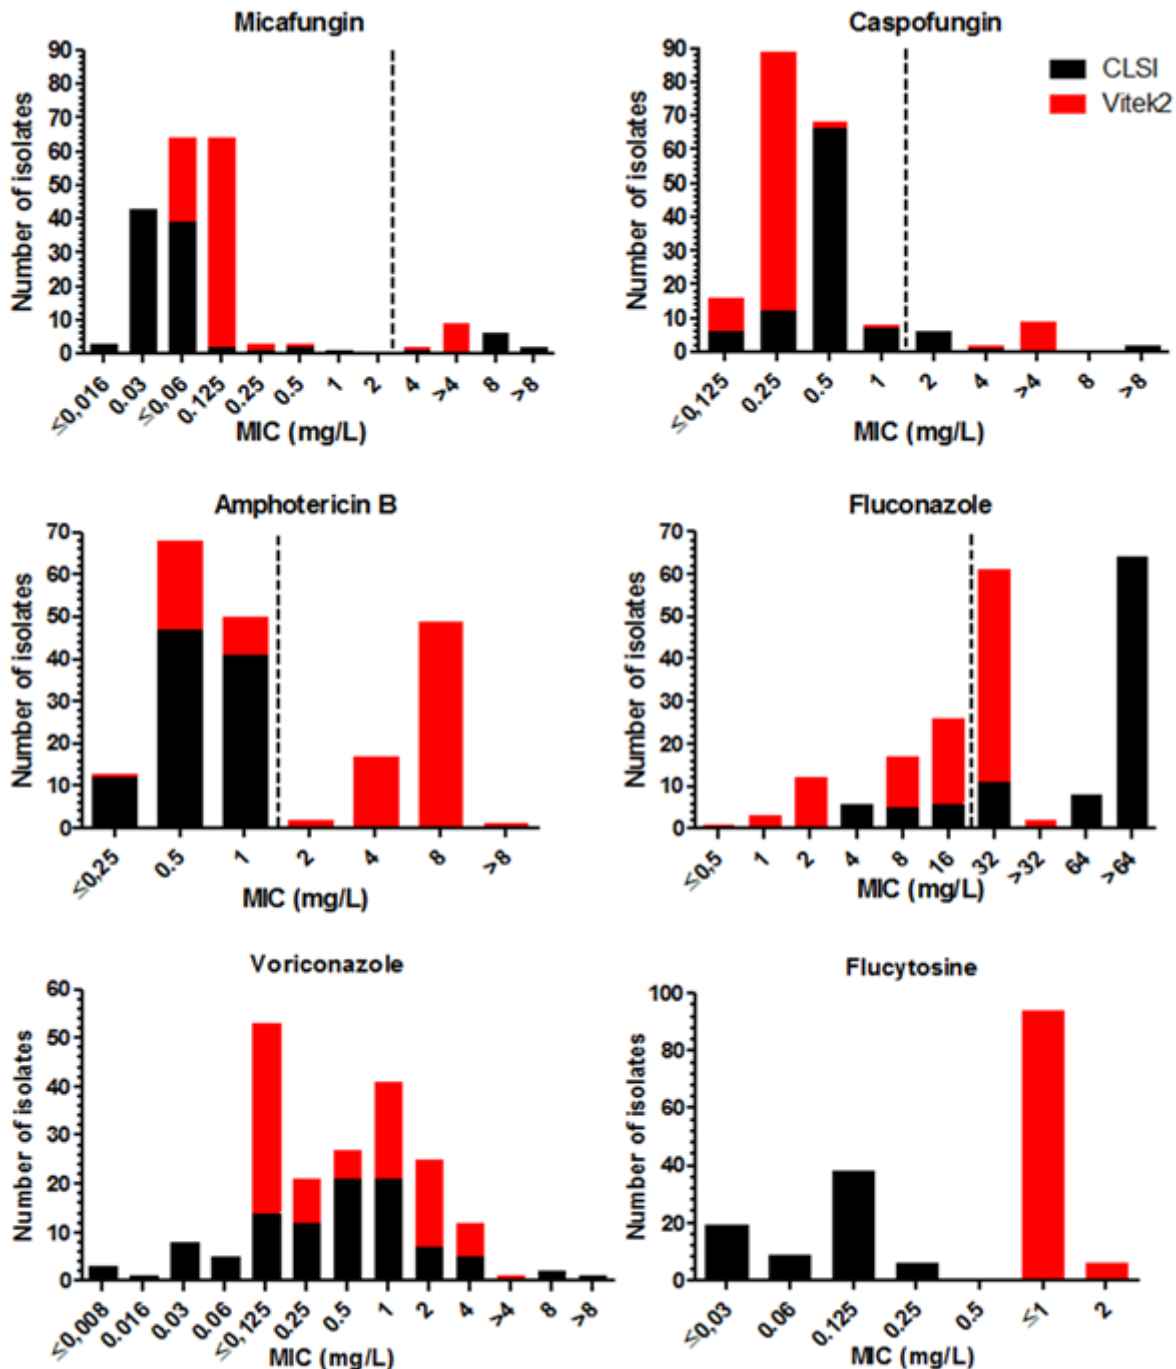 Micafungin
Number of isolates
90
80
70
60
50
40
30
20
10
0
≤0,016 0.03 ≤0,06 0.125 0.25 0.5 1 2 4 >4 8 >8
MIC (mg/L)
Caspofungin
CLSI
Vitek2
Number of isolates
90
80
70
60
50
40
30
20
10
0
≤0,125 0.25 0.5 1 2 4 >4 8 >8
MIC (mg/L)
Amphotericin B
Number of isolates
70
60
50
40
30
20
10
0
≤0,25 0.5 1 2 4 8 >8
MIC (mg/L)
Fluconazole
Number of isolates
70
60
50
40
30
20
10
0
≤0,5 1 2 4 8 16 32 >32 64 >64
MIC (mg/L)
Voriconazole
Number of isolates
60
50
40
30
20
10
0
≤0,008 0.016 0.03 0.06 ≤0,125 0.25 0.5 1 2 4 >4 8 >8
MIC (mg/L)
Flucytosine
Number of isolates
100
80
60
40
20
0
≤0,03 0.06 0.125 0.25 0.5 ≤1 2
MIC (mg/L)